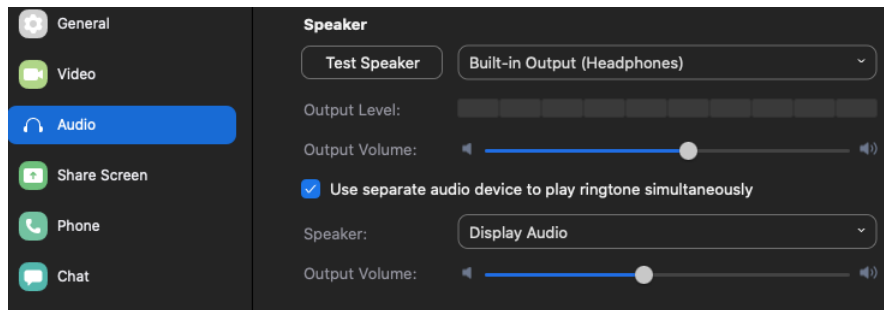 General
Video
Audio
Share Screen
Phone
Chat
Speaker
Test Speaker
Built-in Output (Headphones)
Output Level:
Output Volume:
Use separate audio device to play ringtone simultaneously
Speaker:
Display Audio
Output Volume: